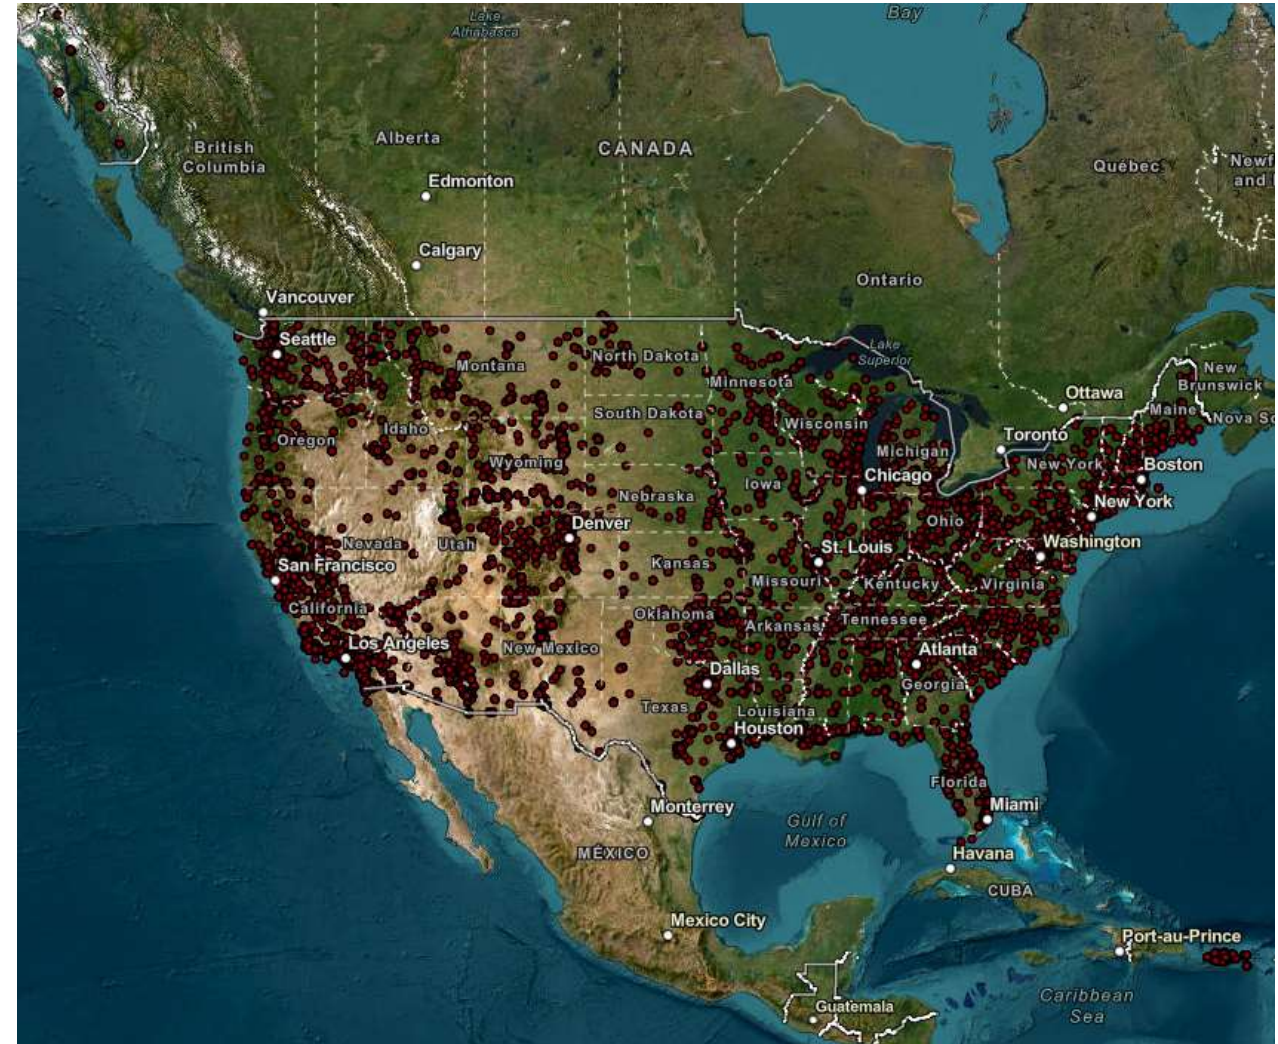 Lake
Athabasca
Bay
British
Columbia
Alberta
CANADA
Québec
Newf
and
Edmonton
Calgary
Ontario
Vancouver
Seattle
Montana
North Dakota
Minnesota
Lake
Superior
Ottawa
New
Brunswick
Maine
Nova Sc
South Dakota
Oregon
Idaho
Wisconsin
Toronto
Michigan
New York
Boston
Wyoming
Chicago
Iowa
Nebraska
New York
Ohio
Denver
Nevada
Utah
Washington
San Francisco
Kansas
St. Louis
Missouri
Kentucky
Virginia
California
Oklahoma
Arkansas
Tennessee
Los Angeles
New Mexico
Atlanta
Dallas
Georgia
Texas
Louisiana
Houston
Florida
Miami
Monterrey
Gulf of
Mexico
MÉXICO
Havana
CUBA
Mexico City
Port-au-Prince
Caribbean
Sea
Guatemala